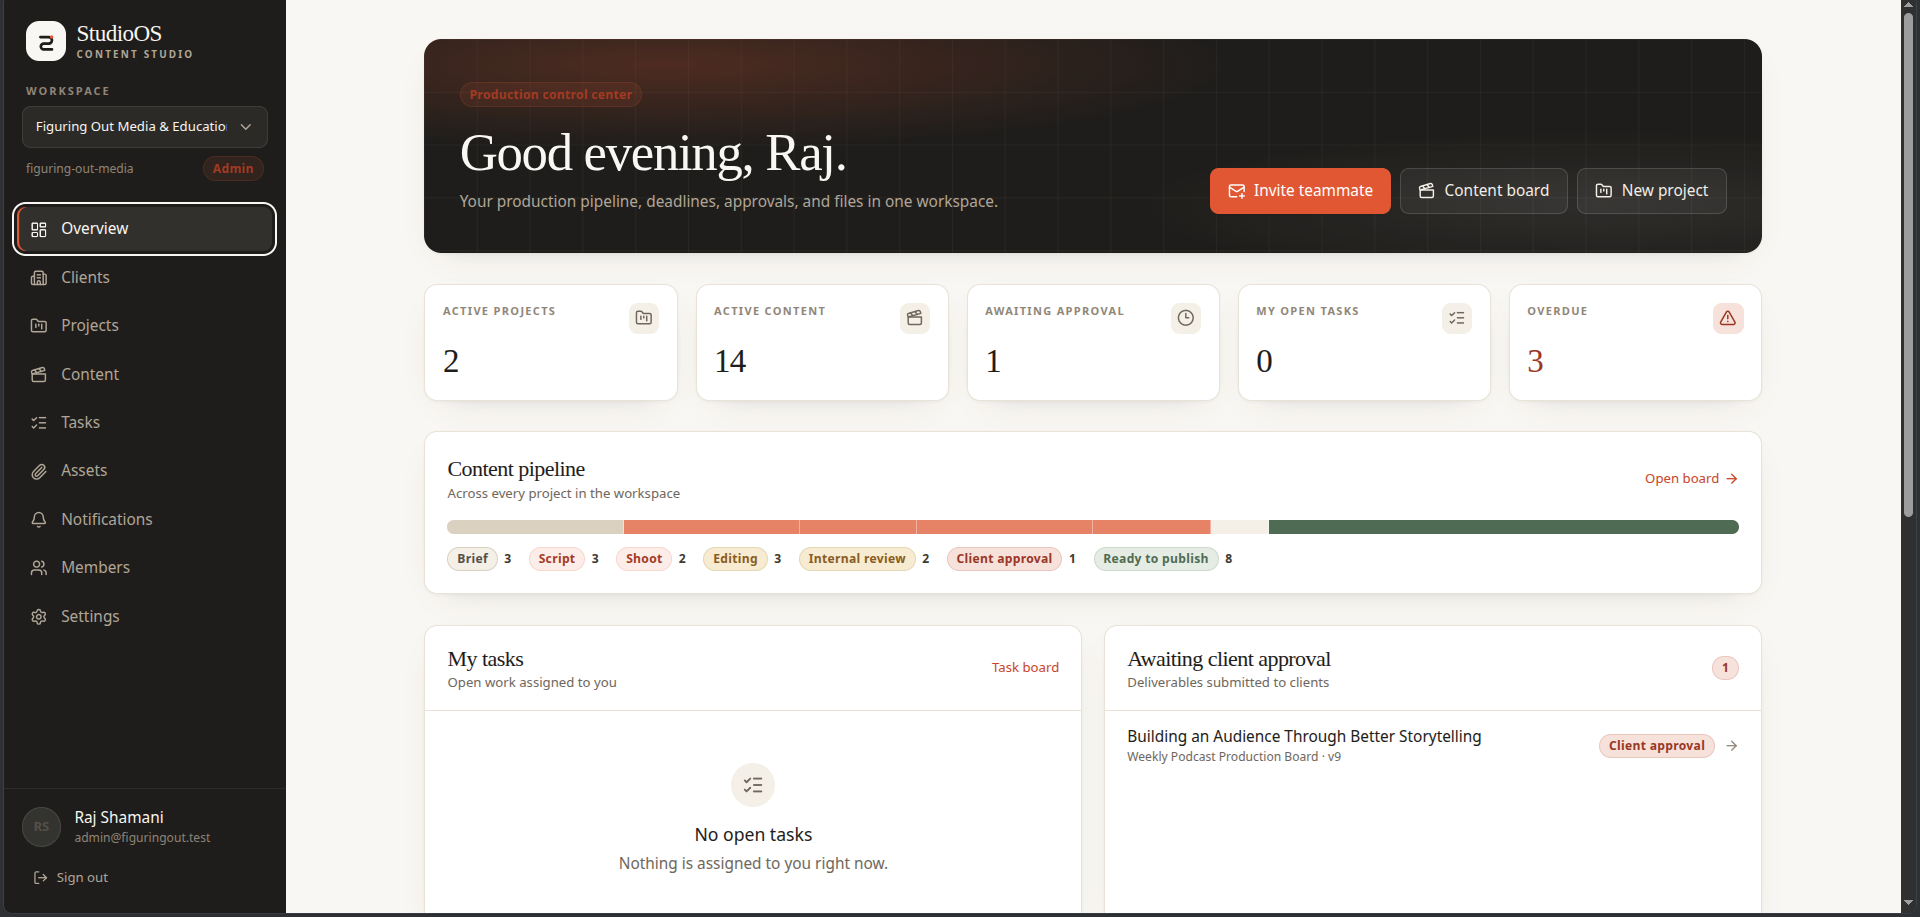 StudioOS
CONTENT STUDIO
WORKSPACE
Figuring Out Media & Educatio
figuring-out-media
Admin
Overview
Clients
Projects
Content
Tasks
Assets
Notifications
Members
Settings
RS
Raj Shamani
admin@figuringout.test
Sign out
Production control center
Good evening, Raj.
Your production pipeline, deadlines, approvals, and files in one workspace.
Invite teammate
Content board
New project
ACTIVE PROJECTS
2
ACTIVE CONTENT
14
AWAITING APPROVAL
1
MY OPEN TASKS
0
OVERDUE
3
Content pipeline
Across every project in the workspace
Open board
Brief 3 Script 3 Shoot 2 Editing 3 Internal review 2 Client approval 1 Ready to publish 8
My tasks
Open work assigned to you
Task board
No open tasks
Nothing is assigned to you right now.
Awaiting client approval
Deliverables submitted to clients
1
Building an Audience Through Better Storytelling
Weekly Podcast Production Board · v9
Client approval